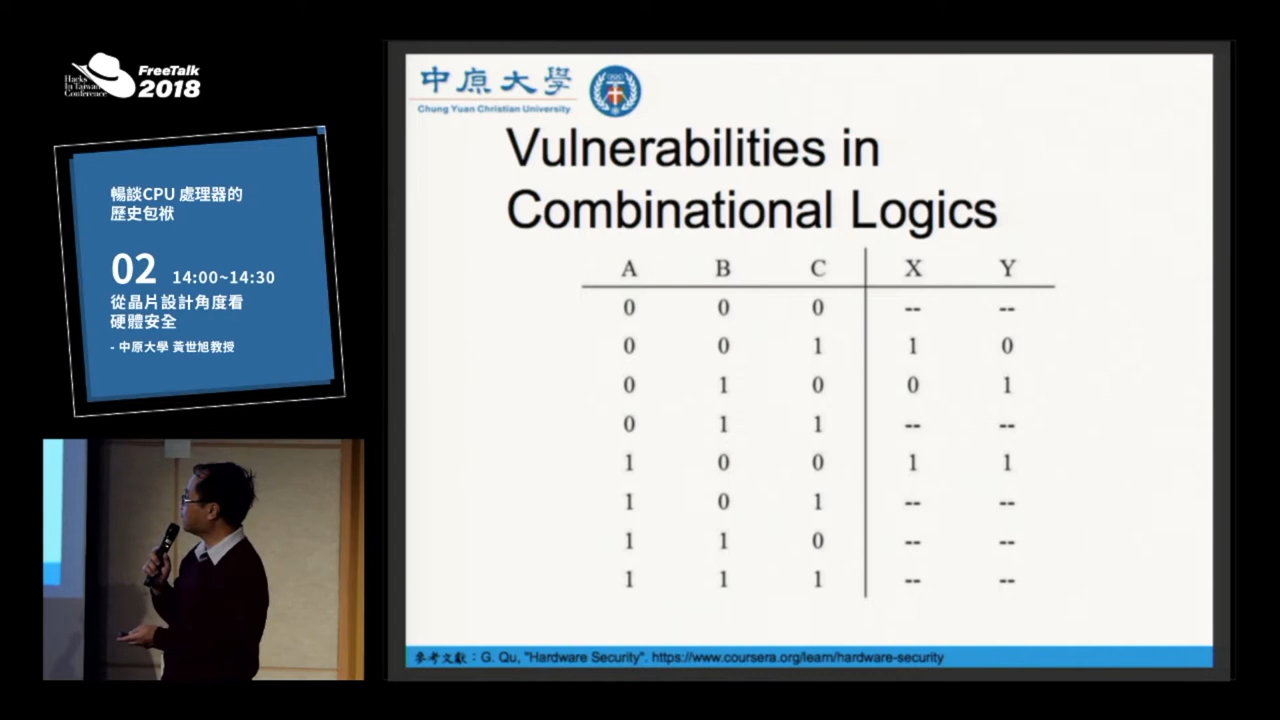 Hacks
In Taiwan
Conference
FreeTalk
2018
暢談CPU 處理器的
歷史包袱
02 14:00~14:30
從晶片設計角度看
硬體安全
- 中原大學 黃世旭教授
中原大學
Chung Yuan Christian University
Vulnerabilities in
Combinational Logics
A B C X Y
0 0 0 -- --
0 0 1 1 0
0 1 0 0 1
0 1 1 -- --
1 0 0 1 1
1 0 1 -- --
1 1 0 -- --
1 1 1 -- --
參考文獻：G. Qu, "Hardware Security". https://www.coursera.org/learn/hardware-security